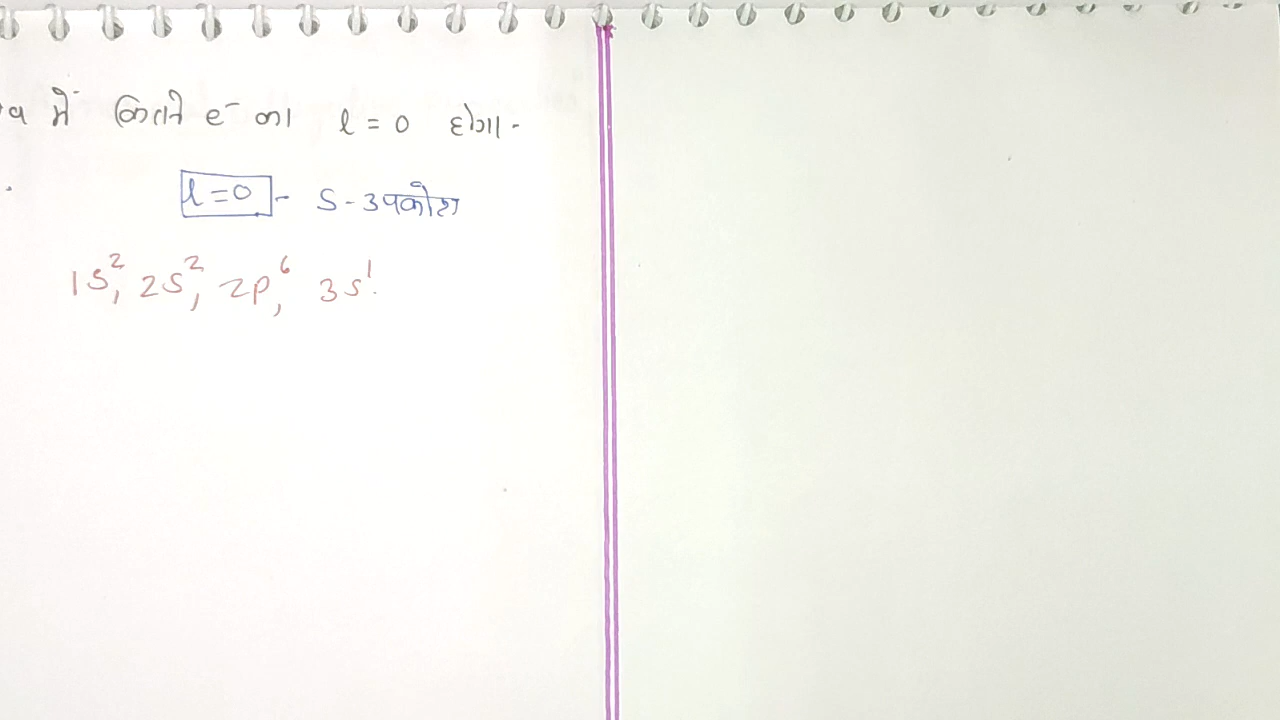 में कितने e⁻ का l = 0 होगा -
l = 0 - S - उपकोश
1s², 2s², 2p⁶, 3s¹.